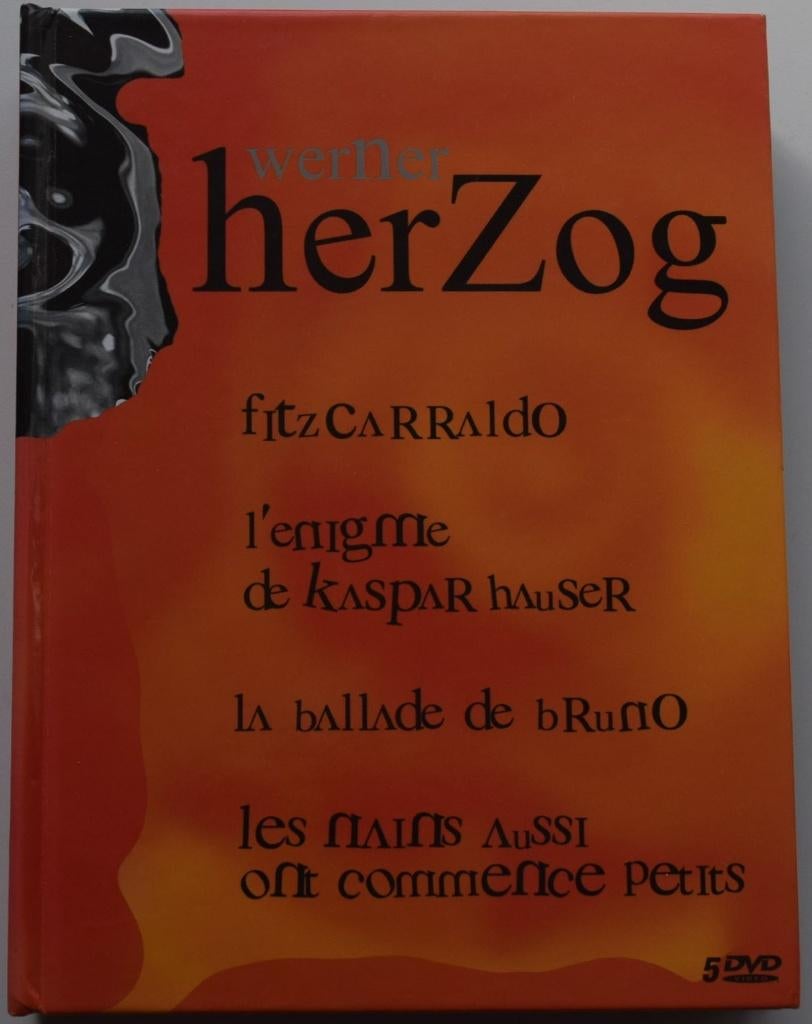 werner
herZog
fitzcARRAldo
l'enigme
de kAspAR hAuseR
lA bAllAde de bRuno
les nAins Aussi
ont commence petits
5 DVD
VIDEO